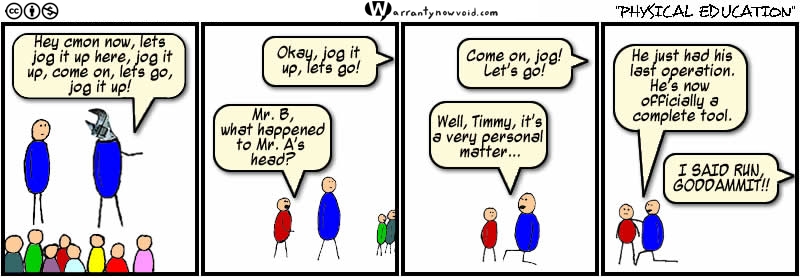 Warrantynowvoid.com
"PHYSICAL EDUCATION"
Hey cmon now, lets
jog it up here, jog it
up, come on, lets go,
jog it up!
Okay, jog it
up, lets go!
Mr. B,
what happened
to Mr. A's
head?
Come on, jog!
Let's go!
Well, Timmy, it's
a very personal
matter...
He just had his
last operation.
He's now
officially a
complete tool.
I SAID RUN,
GODDAMMIT!!